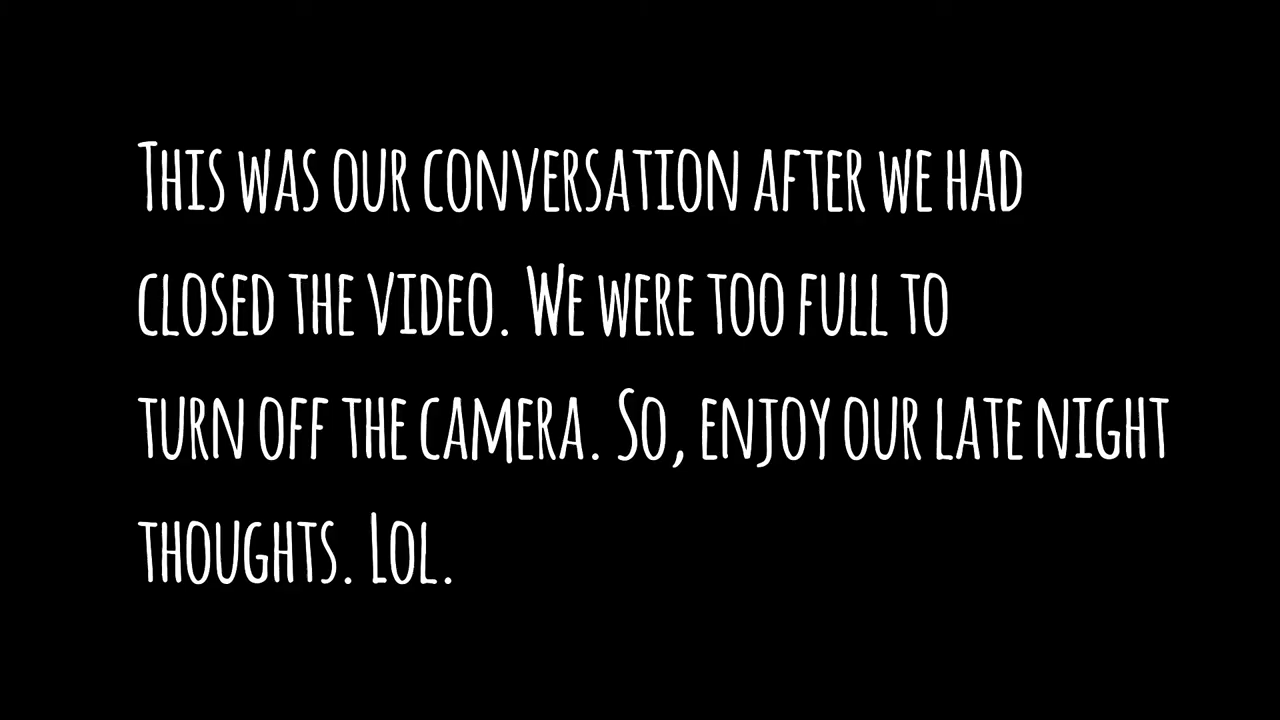 This was our conversation after we had
closed the video. We were too full to
turn off the camera. So, enjoy our late night
thoughts. Lol.